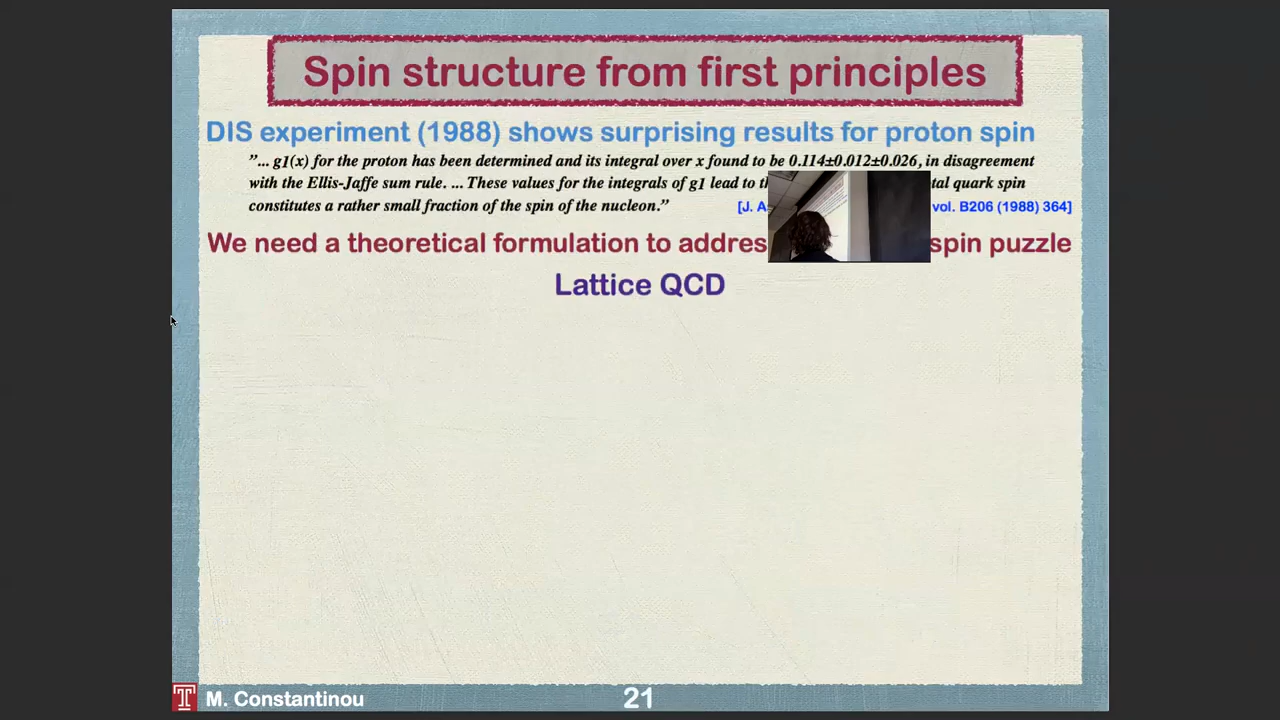 Spin structure from first principles
DIS experiment (1988) shows surprising results for proton spin
"... g1(x) for the proton has been determined and its integral over x found to be 0.114±0.012±0.026, in disagreement
with the Ellis-Jaffe sum rule. ... These values for the integrals of g1 lead to quark spin
constitutes a rather small fraction of the spin of the nucleon."
[J. vol. B206 (1988) 364]
We need a theoretical formulation to spin puzzle
Lattice QCD
T M. Constantinou
21